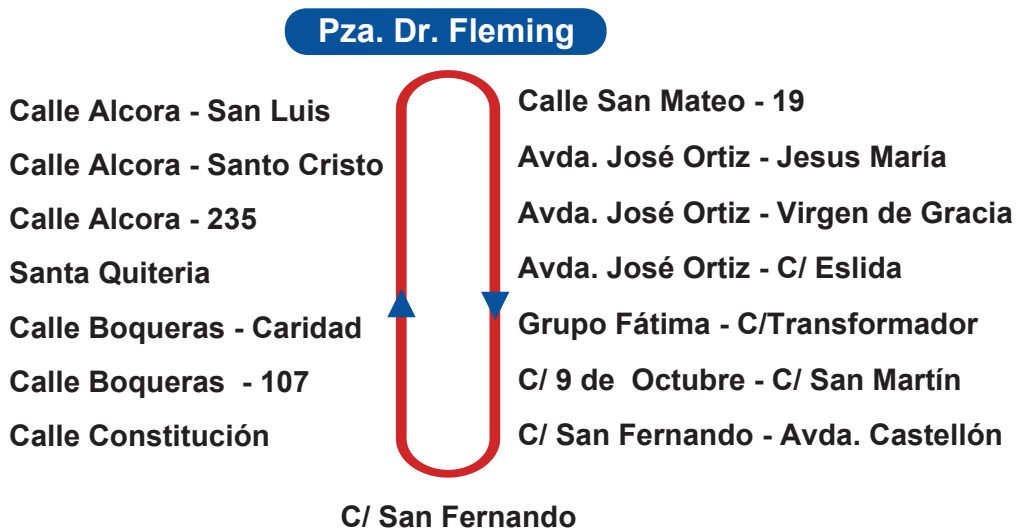 Pza. Dr. Fleming
Calle Alcora - San Luis
Calle Alcora - Santo Cristo
Calle Alcora - 235
Santa Quiteria
Calle Boqueras - Caridad
Calle Boqueras - 107
Calle Constitución
Calle San Mateo - 19
Avda. José Ortiz - Jesus María
Avda. José Ortiz - Virgen de Gracia
Avda. José Ortiz - C/ Eslida
Grupo Fátima - C/Transformador
C/ 9 de Octubre - C/ San Martín
C/ San Fernando - Avda. Castellón
C/ San Fernando